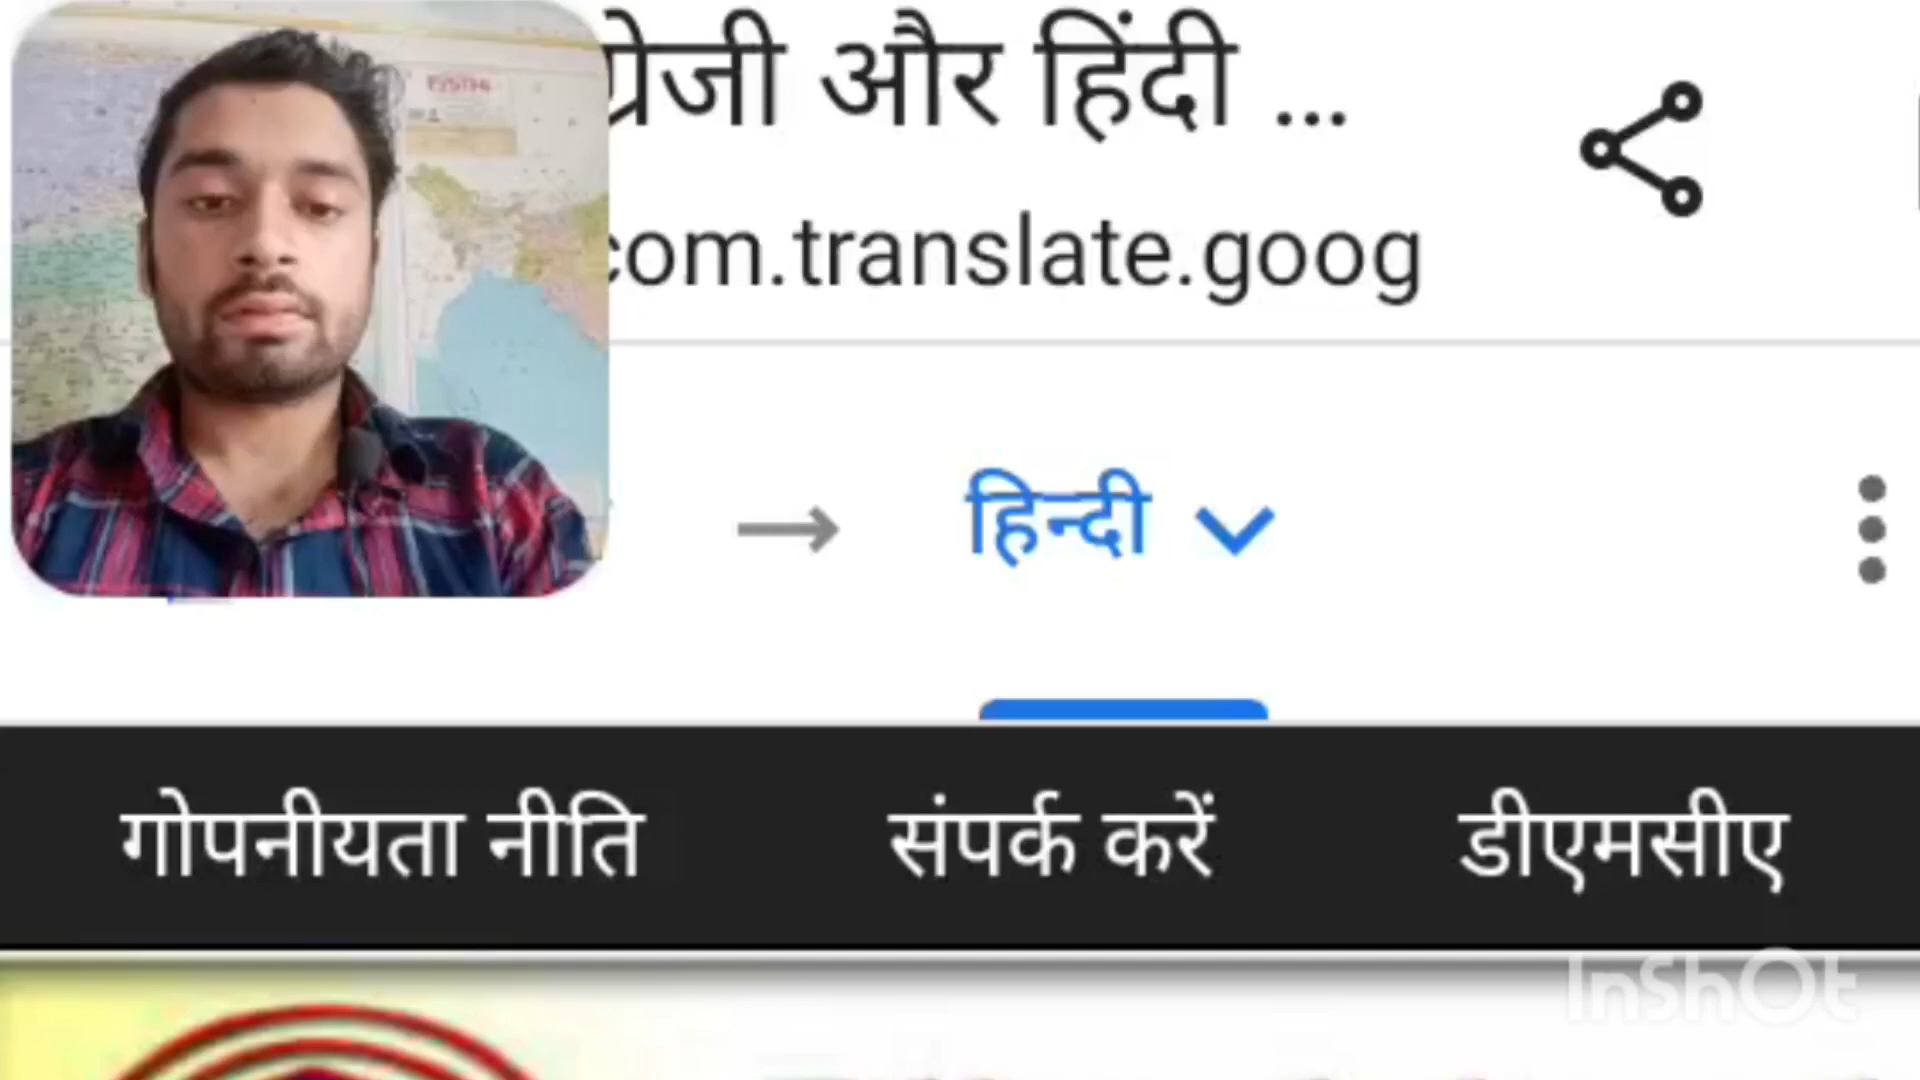 और हिंदी ...
com.translate.goog
हिन्दी
गोपनीयता नीति
संपर्क करें
डीएमसीए
InShOt